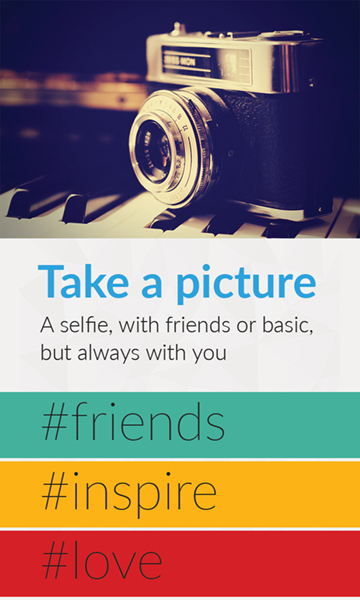 Take a picture
A selfie, with friends or basic,
but always with you
#friends
#inspire
#love